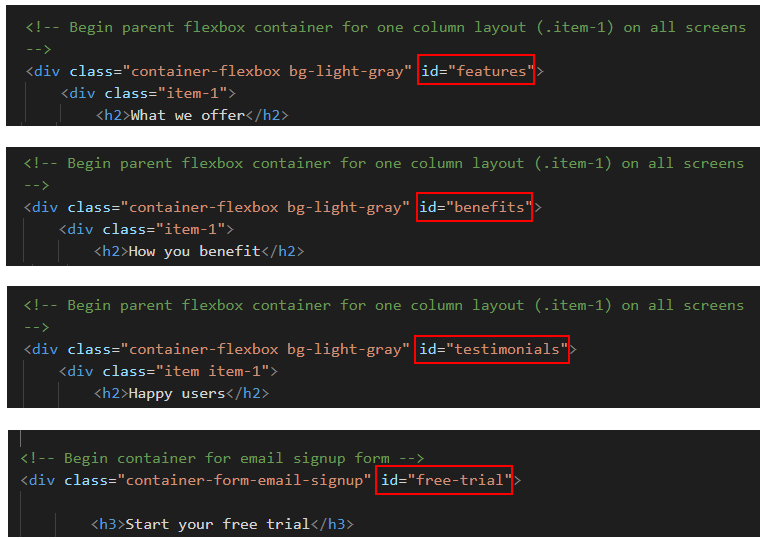 <!-- Begin parent flexbox container for one column layout (.item-1) on all screens
-->
<div class="container-flexbox bg-light-gray" id="features">
<div class="item-1">
<h2>What we offer</h2>
<!-- Begin parent flexbox container for one column layout (.item-1) on all screens
-->
<div class="container-flexbox bg-light-gray" id="benefits">
<div class="item-1">
<h2>How you benefit</h2>
<!-- Begin parent flexbox container for one column layout (.item-1) on all screens
-->
<div class="container-flexbox bg-light-gray" id="testimonials">
<div class="item item-1">
<h2>Happy users</h2>
<!-- Begin container for email signup form -->
<div class="container-form-email-signup" id="free-trial">
<h3>Start your free trial</h3>